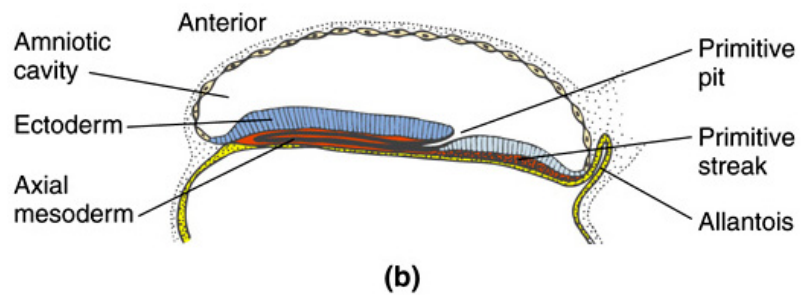 Anterior
Amniotic
cavity
Ectoderm
Axial
mesoderm
Primitive
pit
Primitive
streak
Allantois
(b)